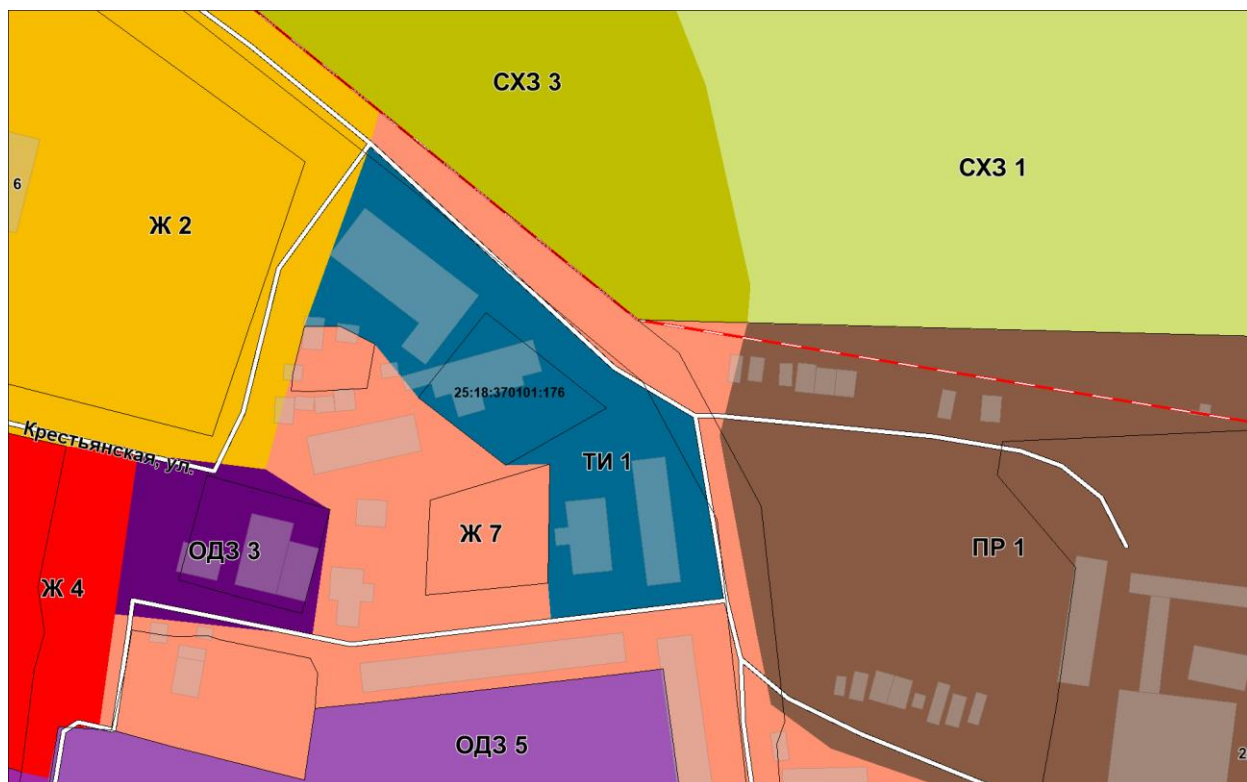 СХЗ 3
СХЗ 1
6
Ж 2
25:18:370101:176
Крестьянская, ул.
ТИ 1
ОДЗ 3
Ж 7
ПР 1
Ж 4
ОДЗ 5
2